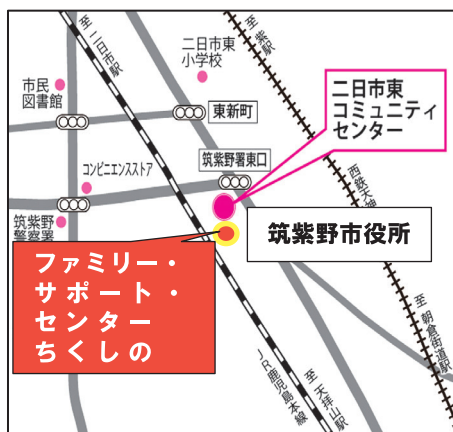 至 二日市駅
二日市東
小学校
至 紫駅
市民
図書館
東新町
二日市東
コミュニティ
センター
コンビニエンスストア
筑紫野署東口
筑紫野
警察署
西鉄天神
筑紫野市役所
ファミリー・
サポート・
センター
ちくしの
至 朝倉街道駅
JR鹿児島本線
至 天拝山駅